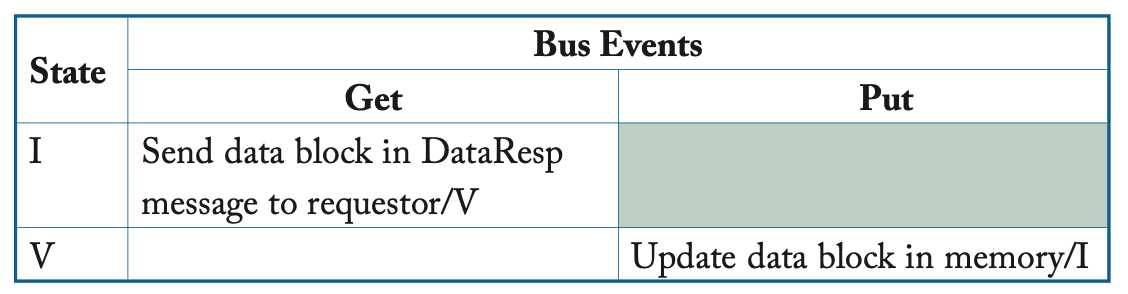 State
Bus Events
Get
Put
I
Send data block in DataResp
message to requestor/V
V
Update data block in memory/I